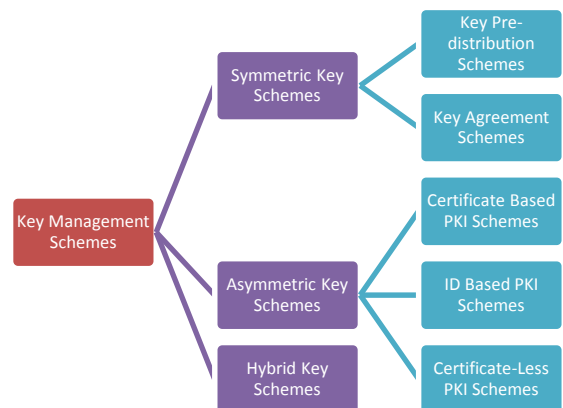 Key Pre-
distribution
Schemes
Symmetric Key
Schemes
Key Agreement
Schemes
Key Management
Schemes
Certificate Based
PKI Schemes
Asymmetric Key
Schemes
ID Based PKI
Schemes
Hybrid Key
Schemes
Certificate-Less
PKI Schemes